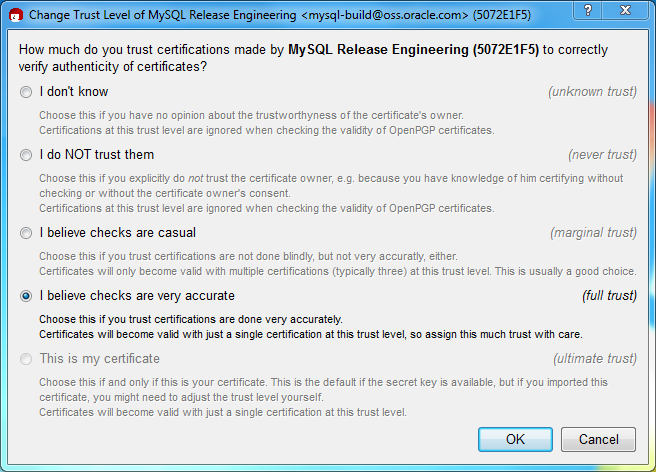 Change Trust Level of MySQL Release Engineering <mysql-build@oss.oracle.com> (5072E1F5)
How much do you trust certifications made by MySQL Release Engineering (5072E1F5) to correctly
verify authenticity of certificates?
I don't know (unknown trust)
Choose this if you have no opinion about the trustworthyness of the certificate's owner.
Certifications at this trust level are ignored when checking the validity of OpenPGP certificates.
I do NOT trust them (never trust)
Choose this if you explicitly do not trust the certificate owner, e.g. because you have knowledge of him certifying without
checking or without the certificate owner's consent.
Certifications at this trust level are ignored when checking the validity of OpenPGP certificates.
I believe checks are casual (marginal trust)
Choose this if you trust certifications are not done blindly, but not very accuratly, either.
Certificates will only become valid with multiple certifications (typically three) at this trust level. This is usually a good choice.
I believe checks are very accurate (full trust)
Choose this if you trust certifications are done very accurately.
Certificates will become valid with just a single certification at this trust level, so assign this much trust with care.
This is my certificate (ultimate trust)
Choose this if and only if this is your certificate. This is the default if the secret key is available, but if you imported this
certificate, you might need to adjust the trust level yourself.
Certificates will become valid with just a single certification at this trust level.
OK Cancel